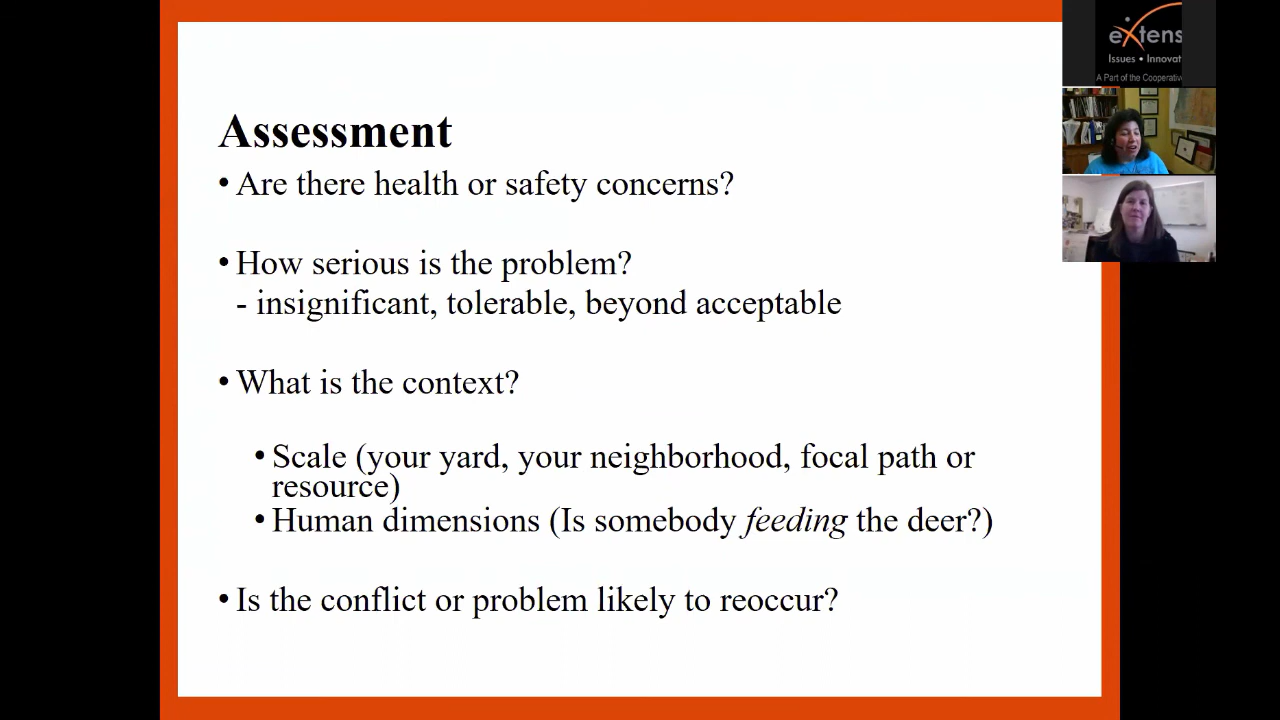 Assessment
• Are there health or safety concerns?
• How serious is the problem?
- insignificant, tolerable, beyond acceptable
• What is the context?
• Scale (your yard, your neighborhood, focal path or
resource)
• Human dimensions (Is somebody feeding the deer?)
• Is the conflict or problem likely to reoccur?
eXtens
Issues • Innovat
A Part of the Cooperative